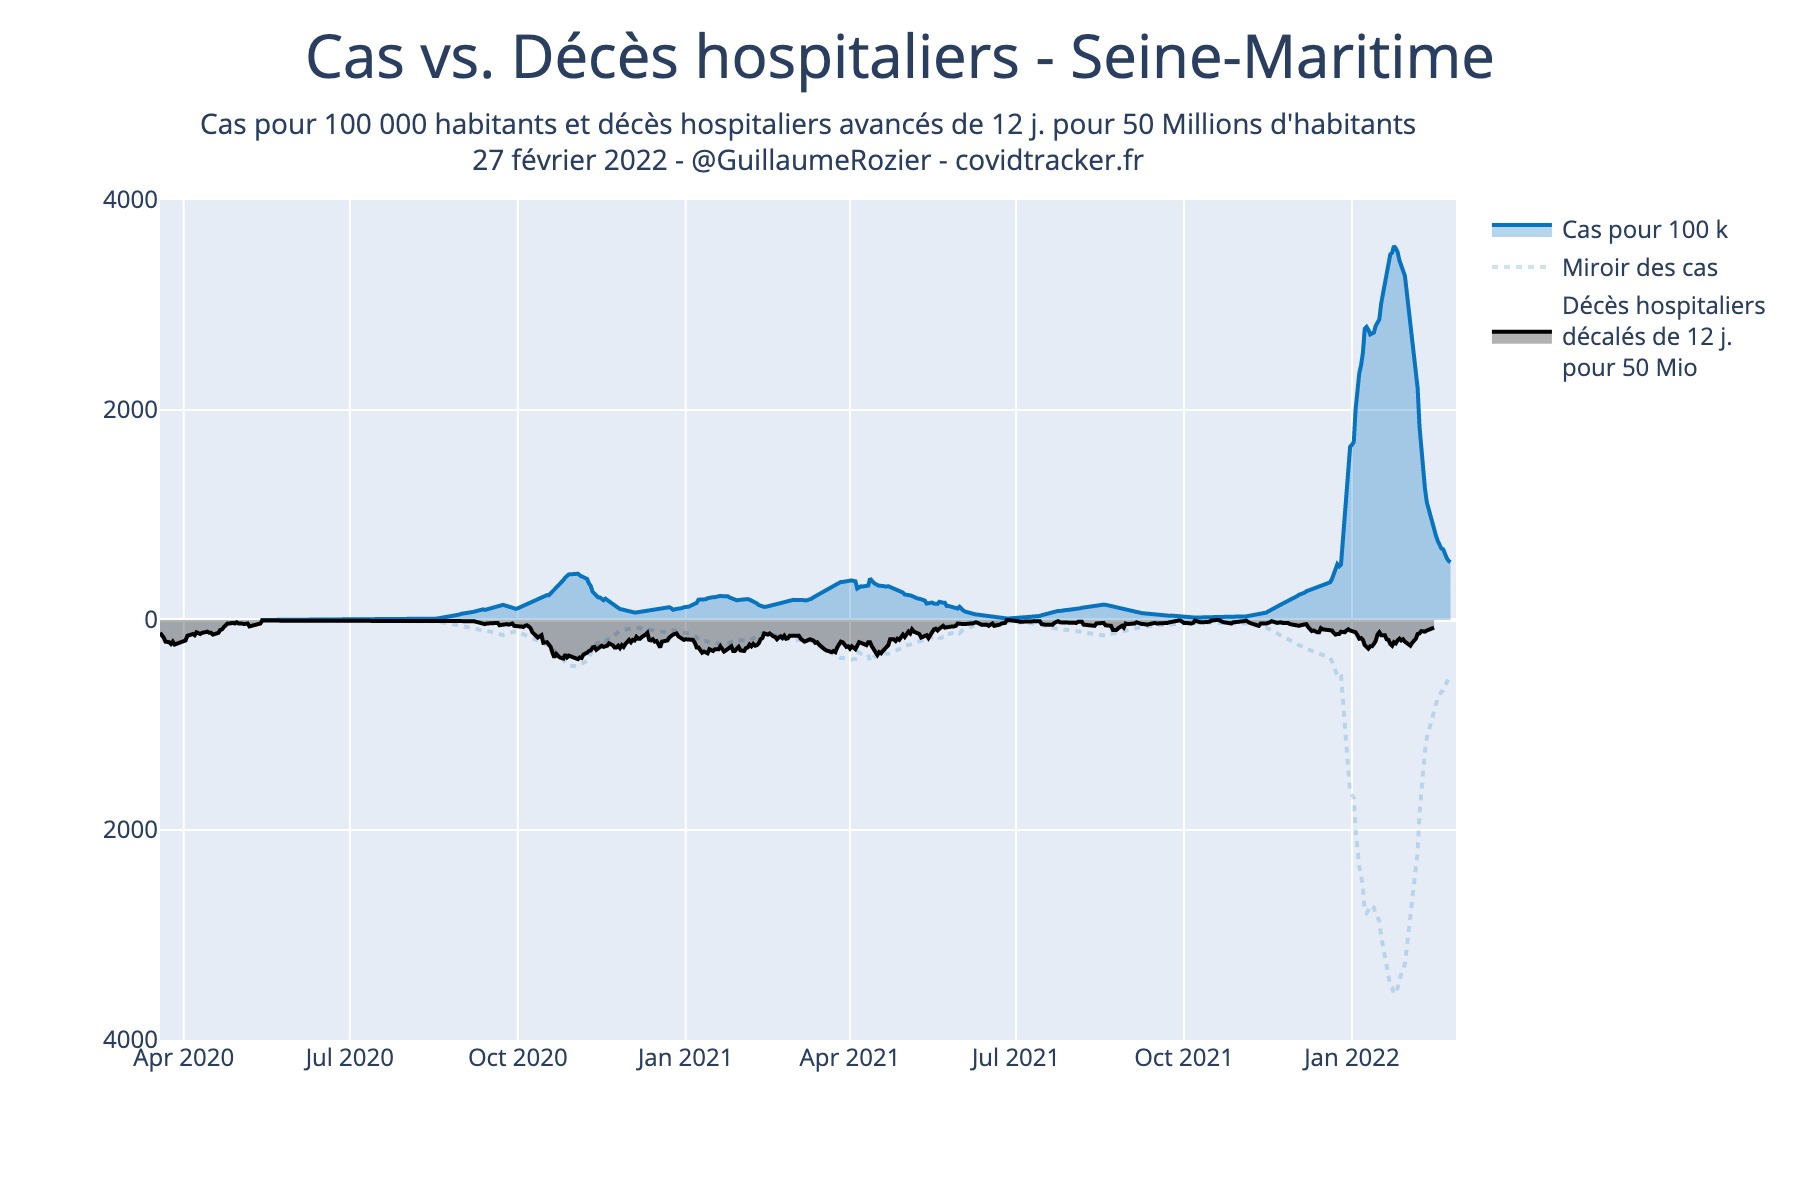 Cas vs. Décès hospitaliers - Seine-Maritime
Cas pour 100 000 habitants et décès hospitaliers avancés de 12 j. pour 50 Millions d'habitants
27 février 2022 - @GuillaumeRozier - covidtracker.fr
4000
2000
0
2000
4000
Apr 2020
Jul 2020
Oct 2020
Jan 2021
Apr 2021
Jul 2021
Oct 2021
Jan 2022
Cas pour 100 k
Miroir des cas
Décès hospitaliers
décalés de 12 j.
pour 50 Mio